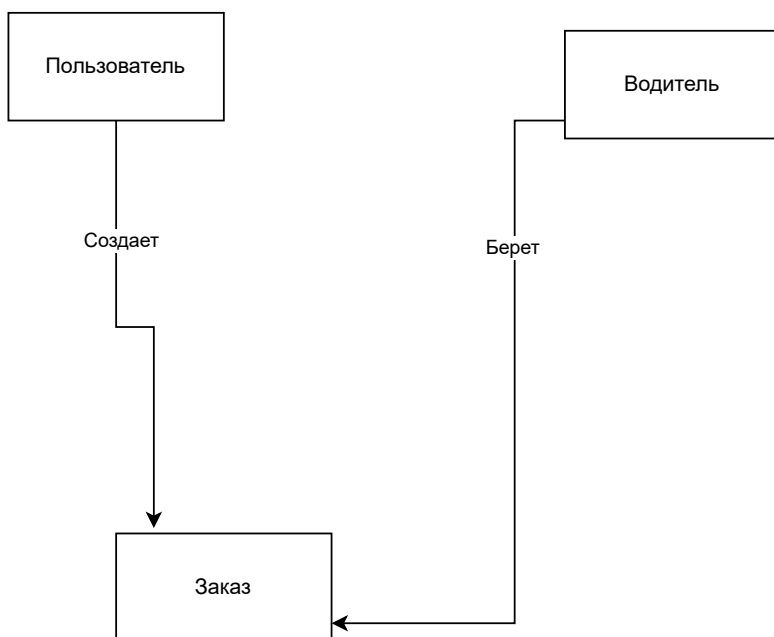 Пользователь
Водитель
Создает
Берет
Заказ